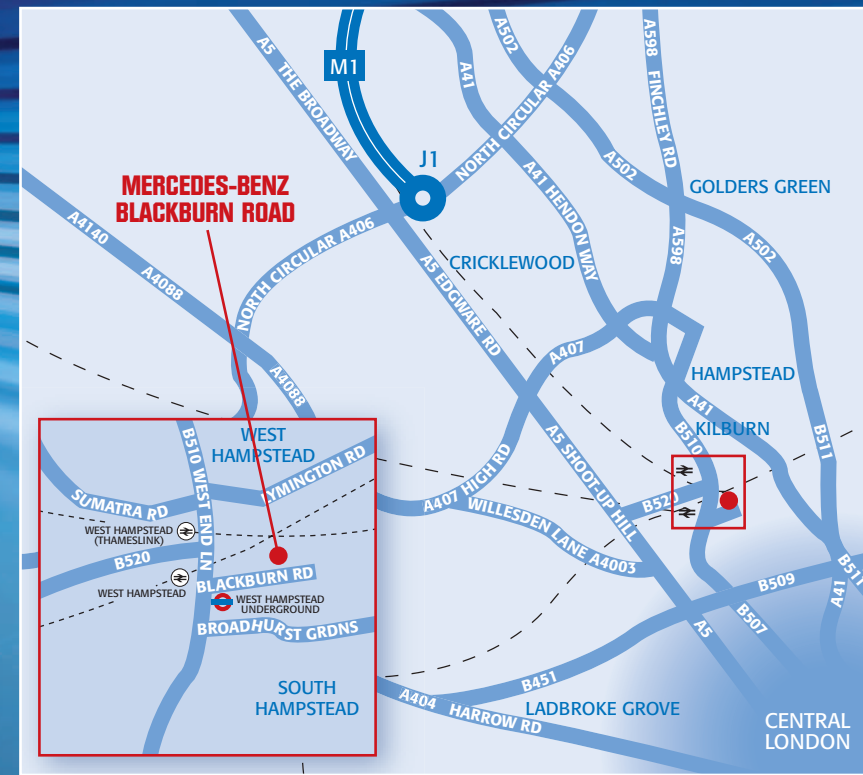 A5 THE BROADWAY
M1
A41
A502
NORTH CIRCULAR A406
A598 FINCHLEY RD
J1
MERCEDES-BENZ
BLACKBURN ROAD
A502
GOLDERS GREEN
A41 HENDON WAY
A4140
A4088
NORTH CIRCULAR A406
CRICKLEWOOD
A598
A502
A5 EDGWARE RD
A407
A4088
HAMPSTEAD
A41
KILBURN
B510
B511
A5 SHOOT-UP HILL
A407 HIGH RD
WILLESDEN LANE A4003
B520
B509
B511
A41
B507
A5
B451
A404 HARROW RD
LADBROKE GROVE
CENTRAL
LONDON
WEST
HAMPSTEAD
B510 WEST END LN
LYMINGTON RD
SUMATRA RD
WEST HAMPSTEAD
(THAMESLINK)
B520
WEST HAMPSTEAD
BLACKBURN RD
WEST HAMPSTEAD
UNDERGROUND
BROADHURST GRDNS
SOUTH
HAMPSTEAD